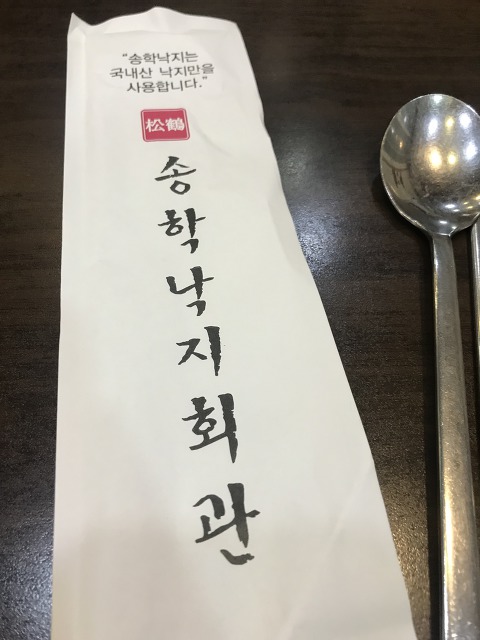 “송학낙지는
국내산 낙지만을
사용합니다.”
松鶴
송학낙지회관